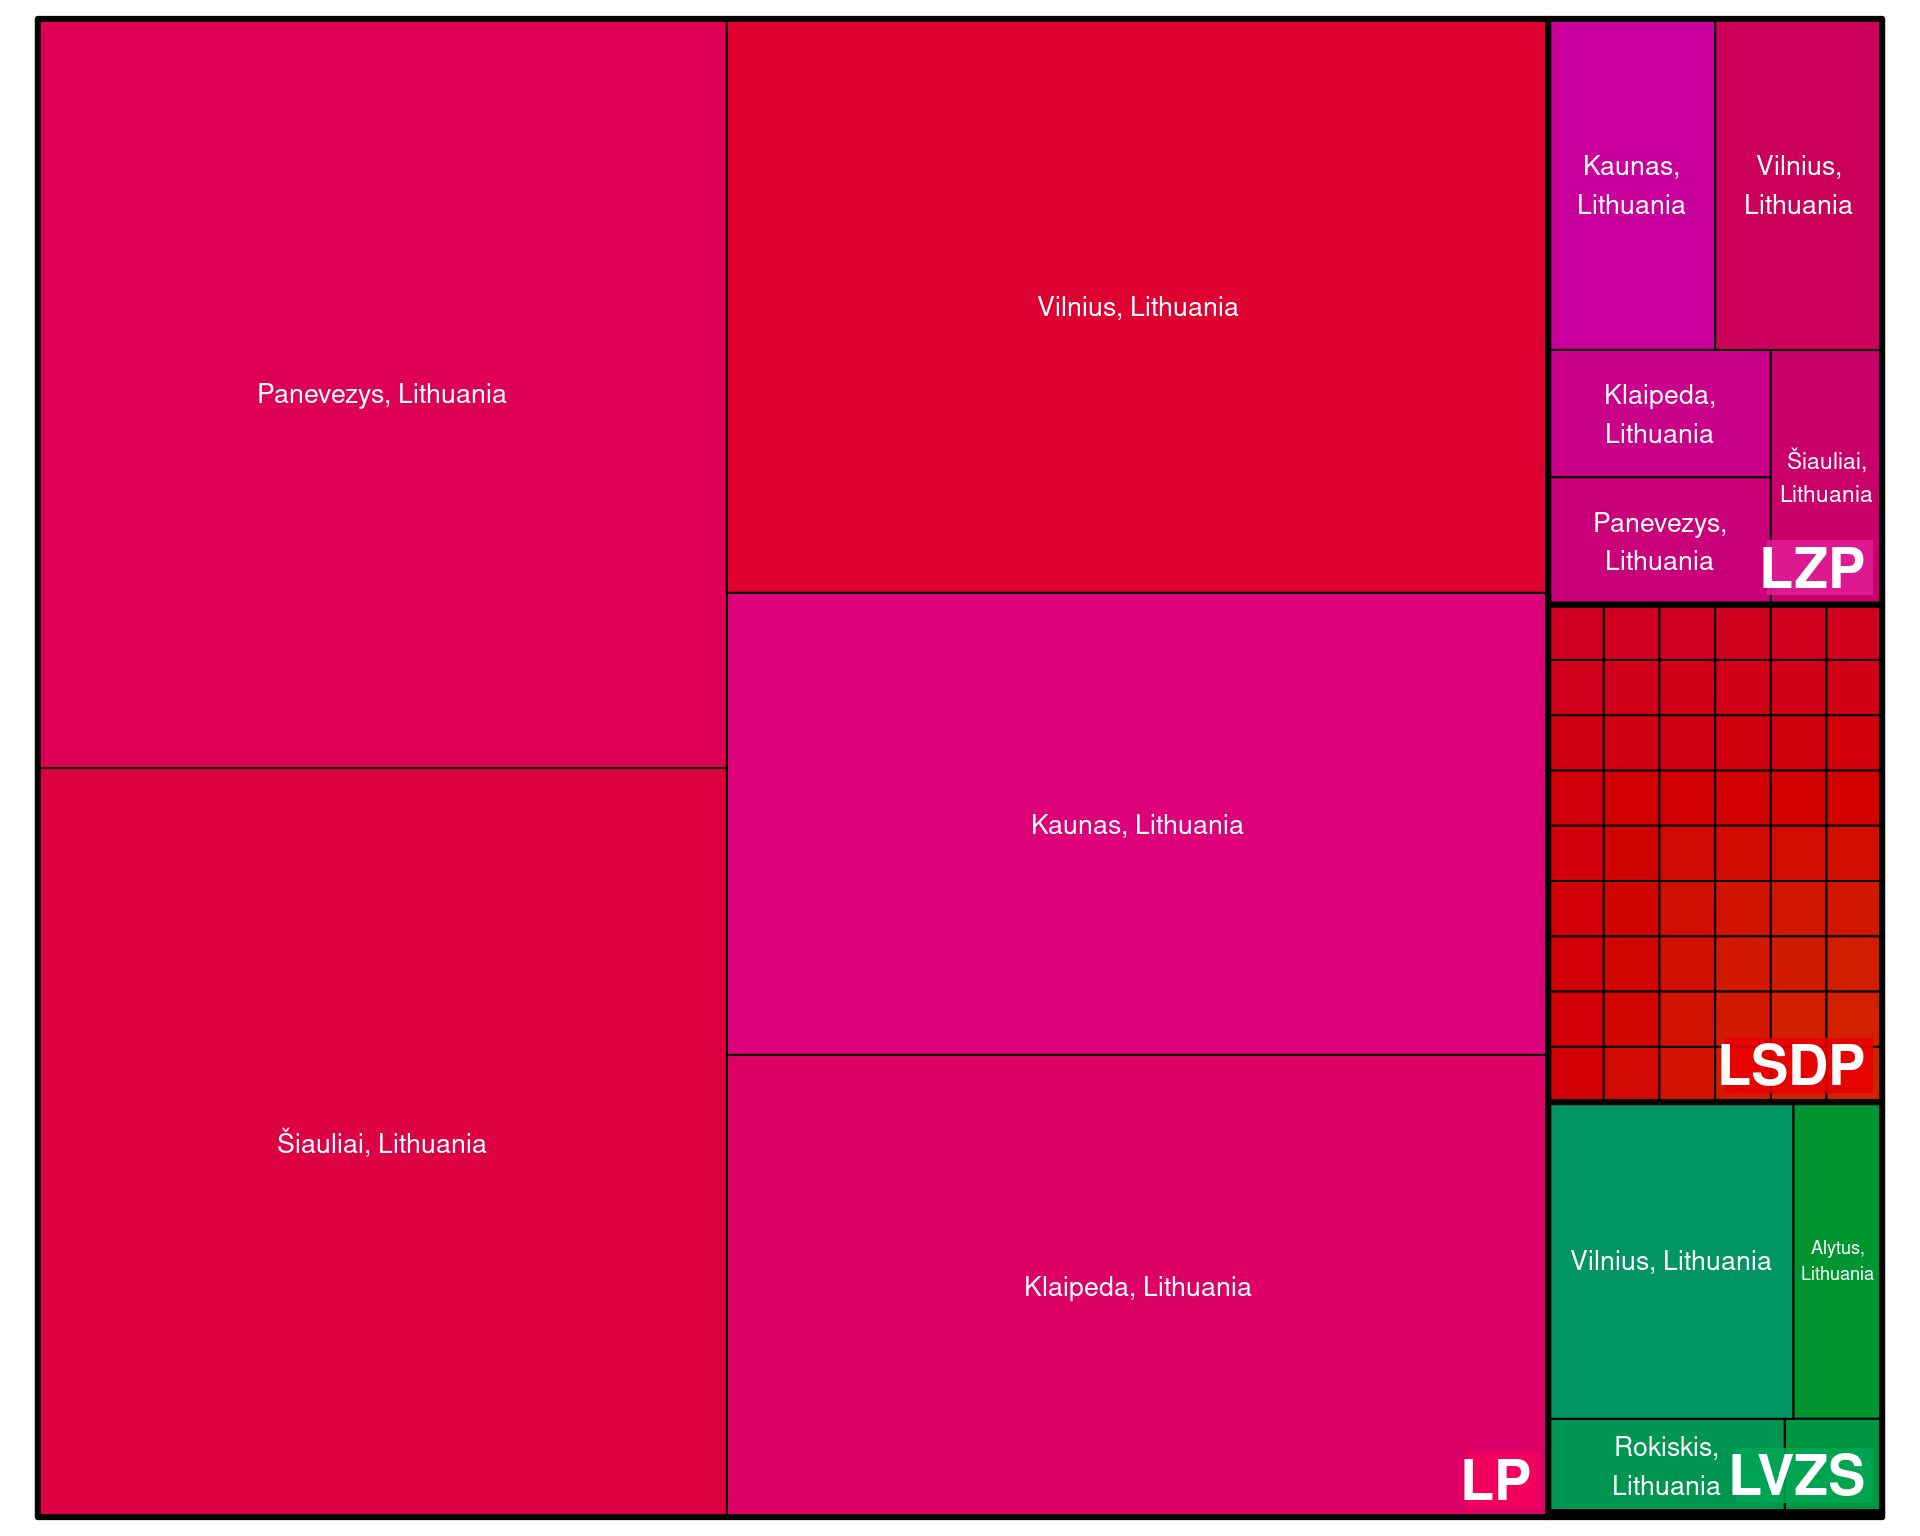 Panevezys, Lithuania
Šiauliai, Lithuania
Vilnius, Lithuania
Kaunas, Lithuania
Klaipeda, Lithuania
LP
Kaunas,
Lithuania
Vilnius,
Lithuania
Klaipeda,
Lithuania
Panevezys,
Lithuania
Šiauliai,
Lithuania
LZP
LSDP
Vilnius, Lithuania
Alytus,
Lithuania
Rokiskis,
Lithuania
LVZS